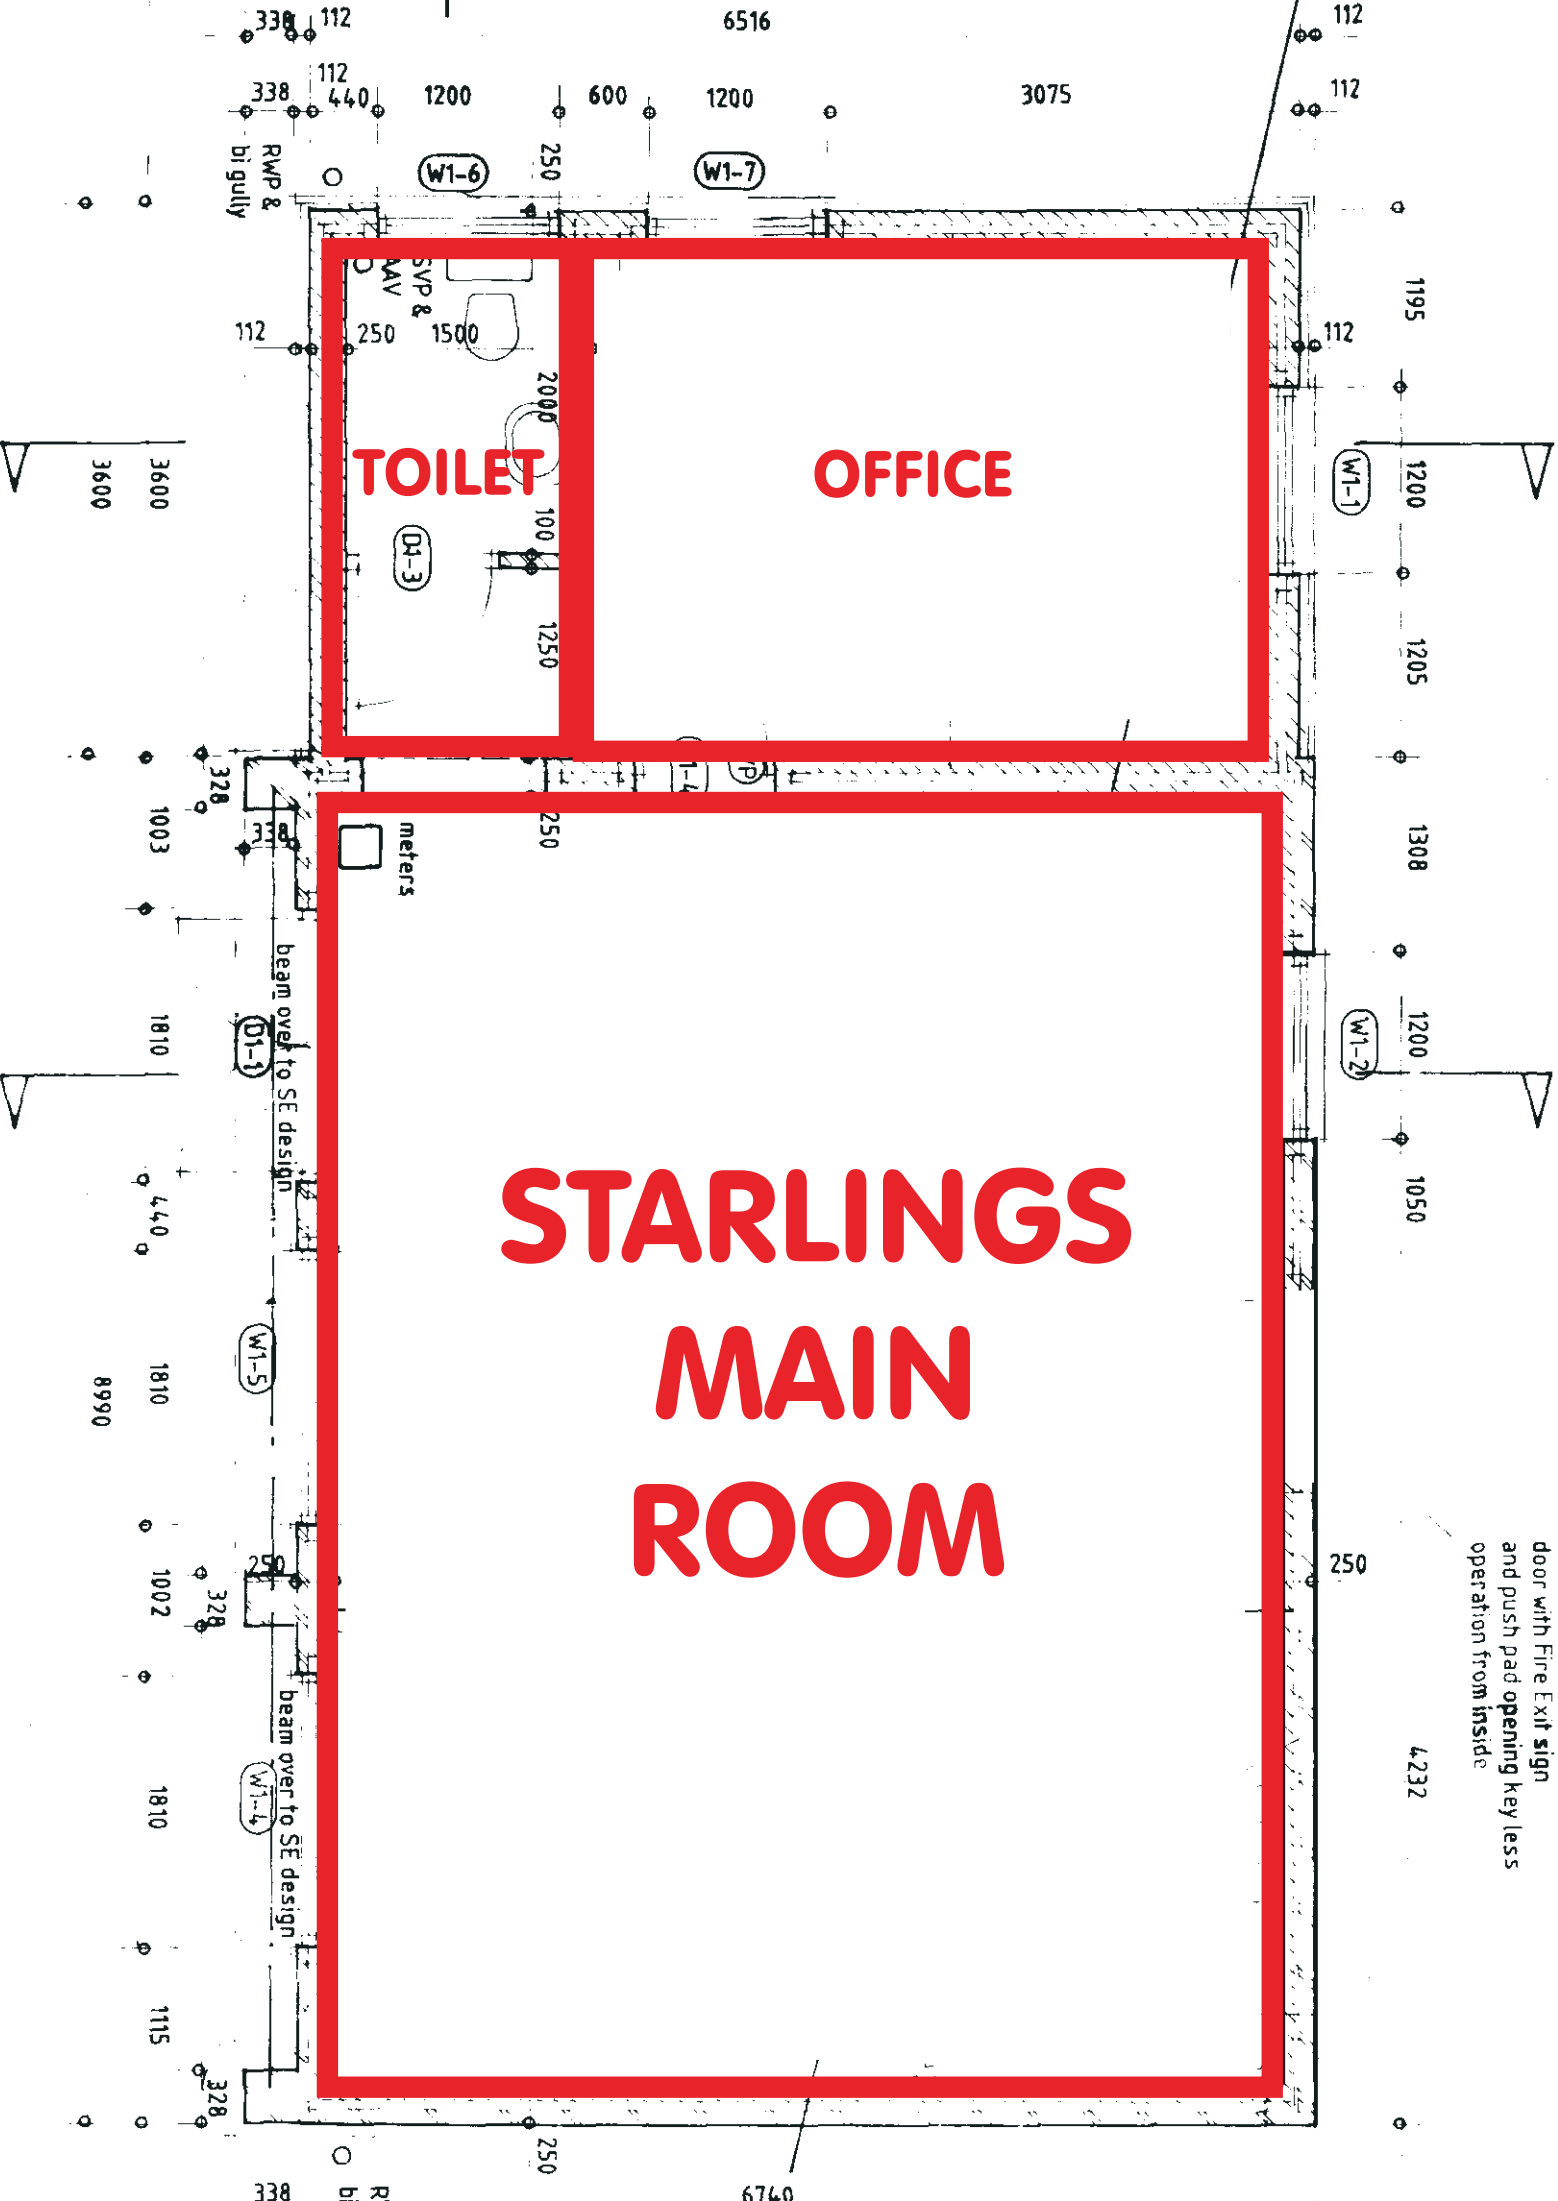 338 112 6516 112
112
338 440 1200 600 1200 3075 112
RWP &
bi gully
W1-6
250
W1-7
SVP &
AAV
1195
112 250 1500 112
2000
TOILET OFFICE
3600 3600
W1-1
1200
100
D1-3
1250
1205
328
1003
338
meters
250
1308
beam over to SE design
D1-1
1810
W1-2
1200
440
1050
STARLINGS
MAIN
ROOM
W1-5
1810
8990
250
1002
328
250
door with Fire Exit sign
and push pad opening key less
operation from inside
beam over to SE design
W1-4
1810
4232
1115
328
250
338
6740